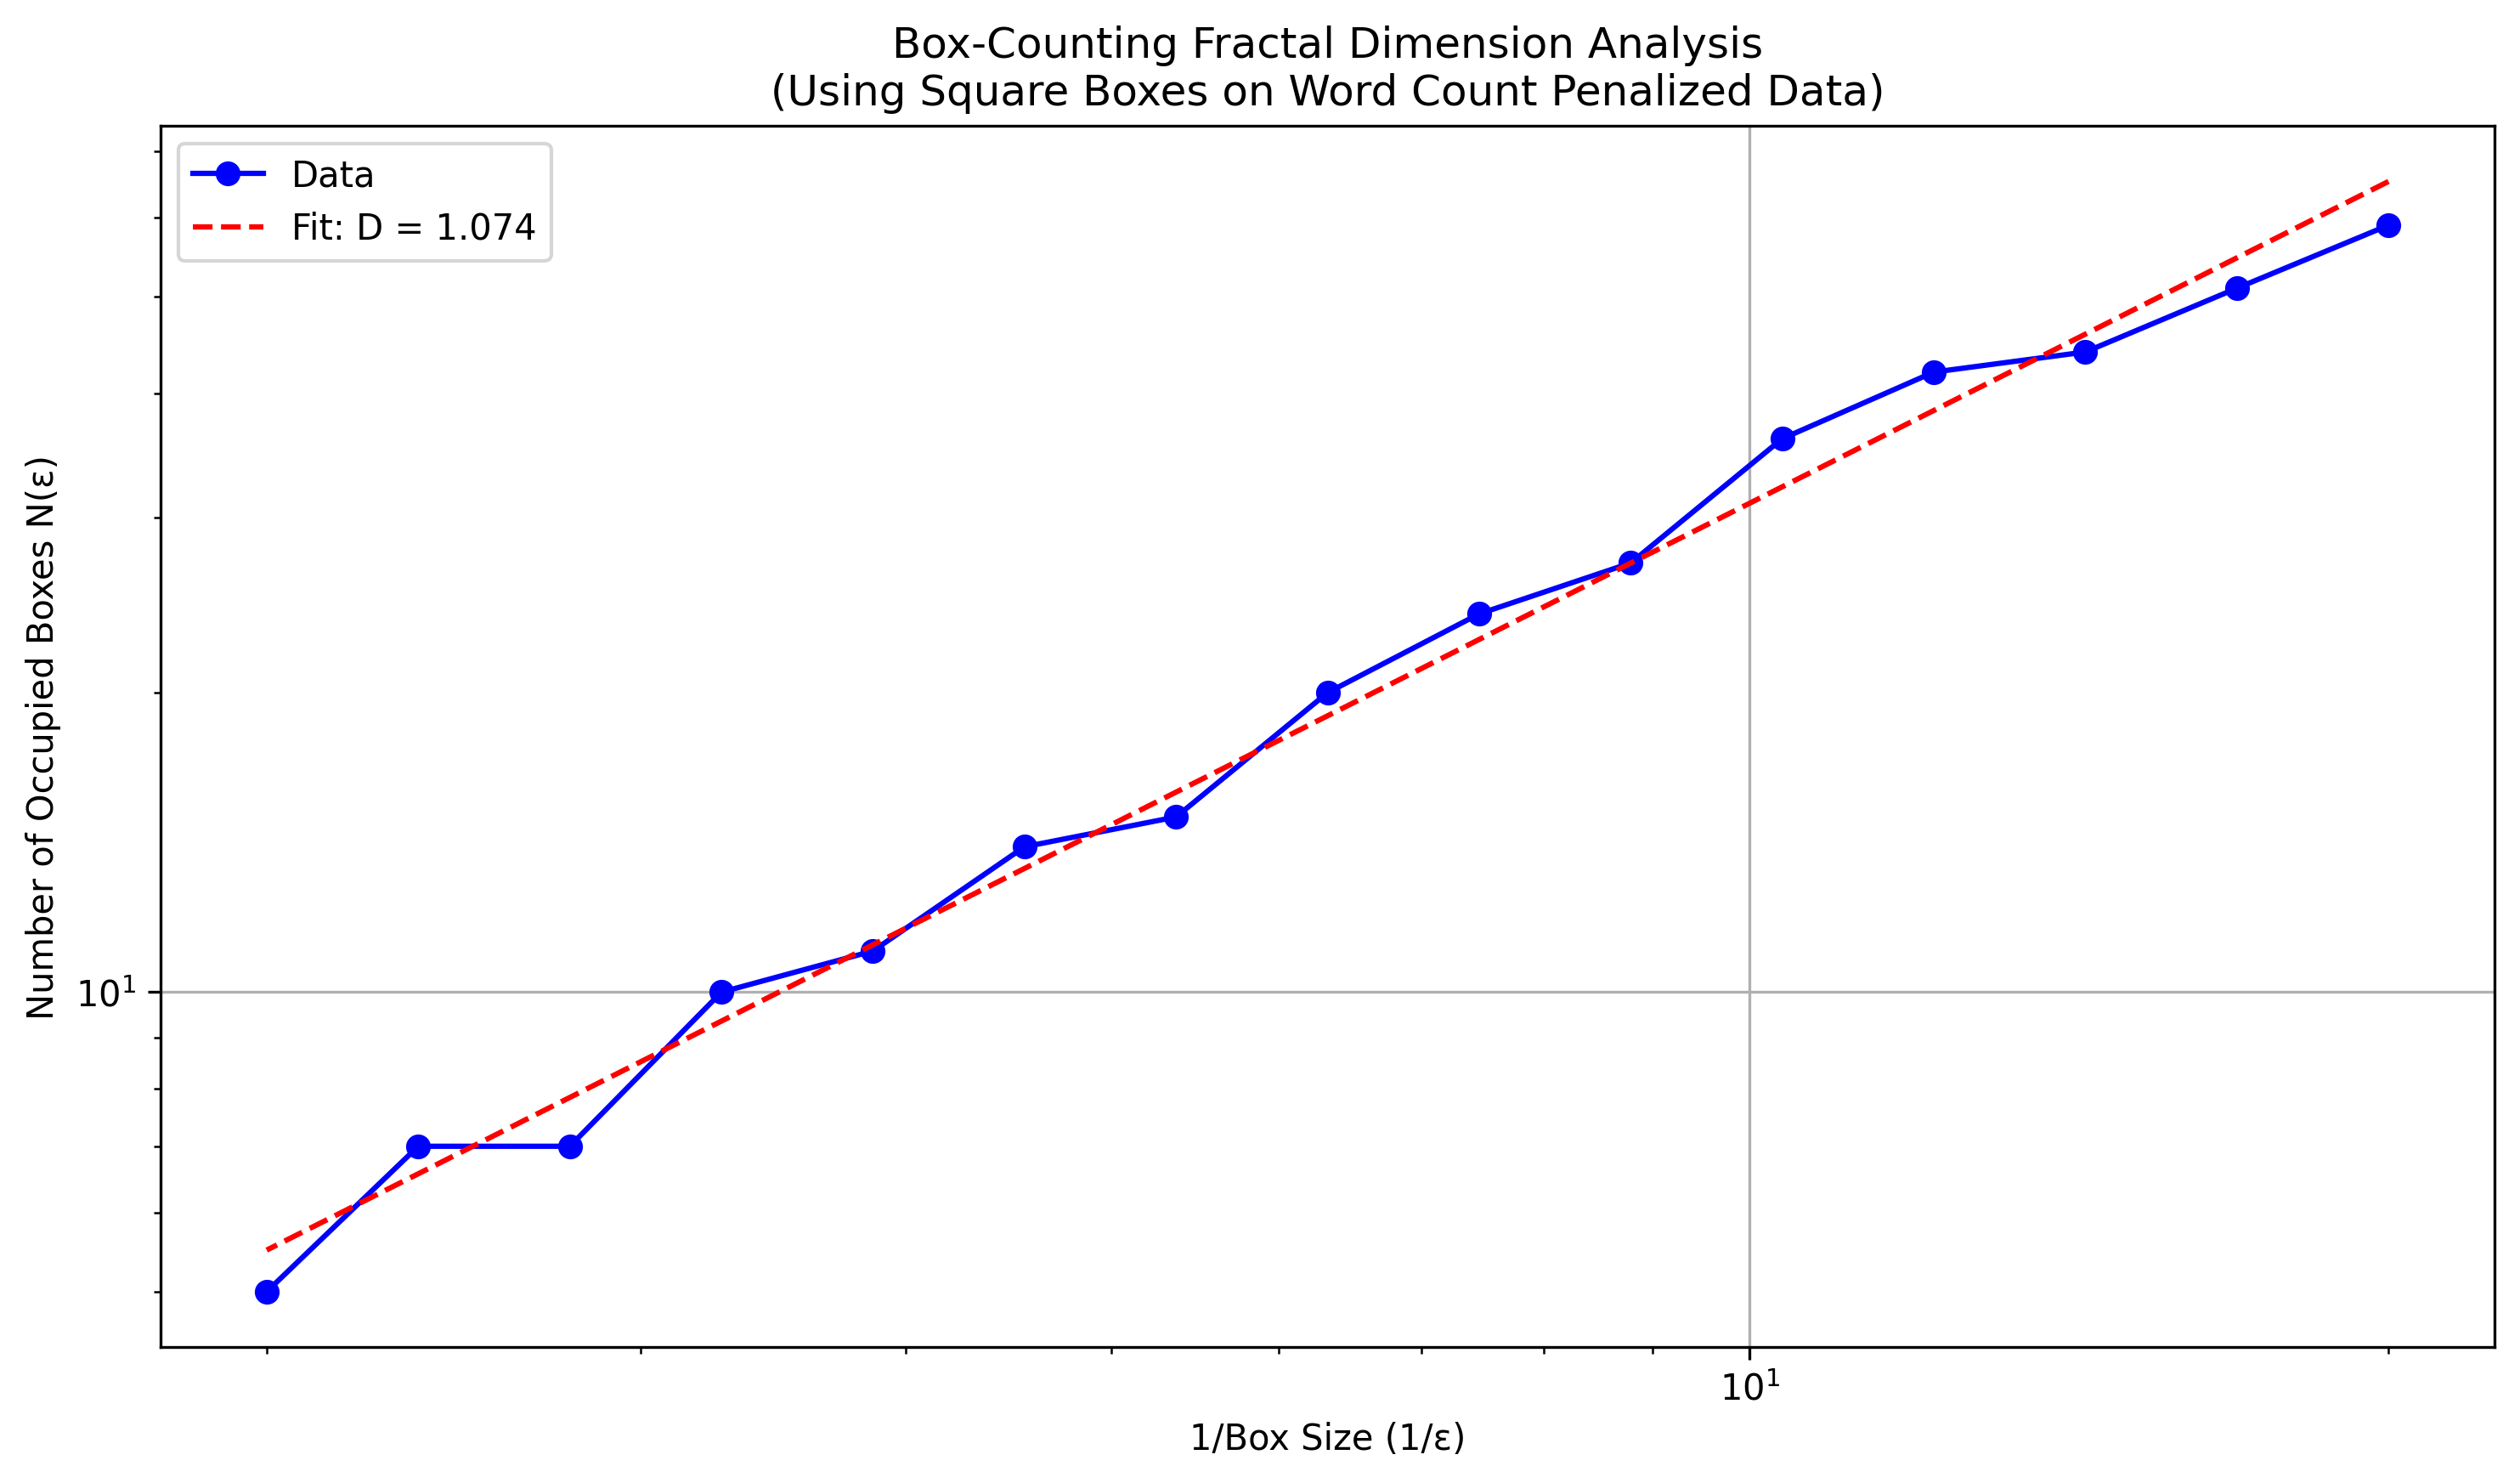 Box-Counting Fractal Dimension Analysis
(Using Square Boxes on Word Count Penalized Data)
Data
Fit: D = 1.074
Number of Occupied Boxes N(ε)
10¹
10¹
1/Box Size (1/ε)